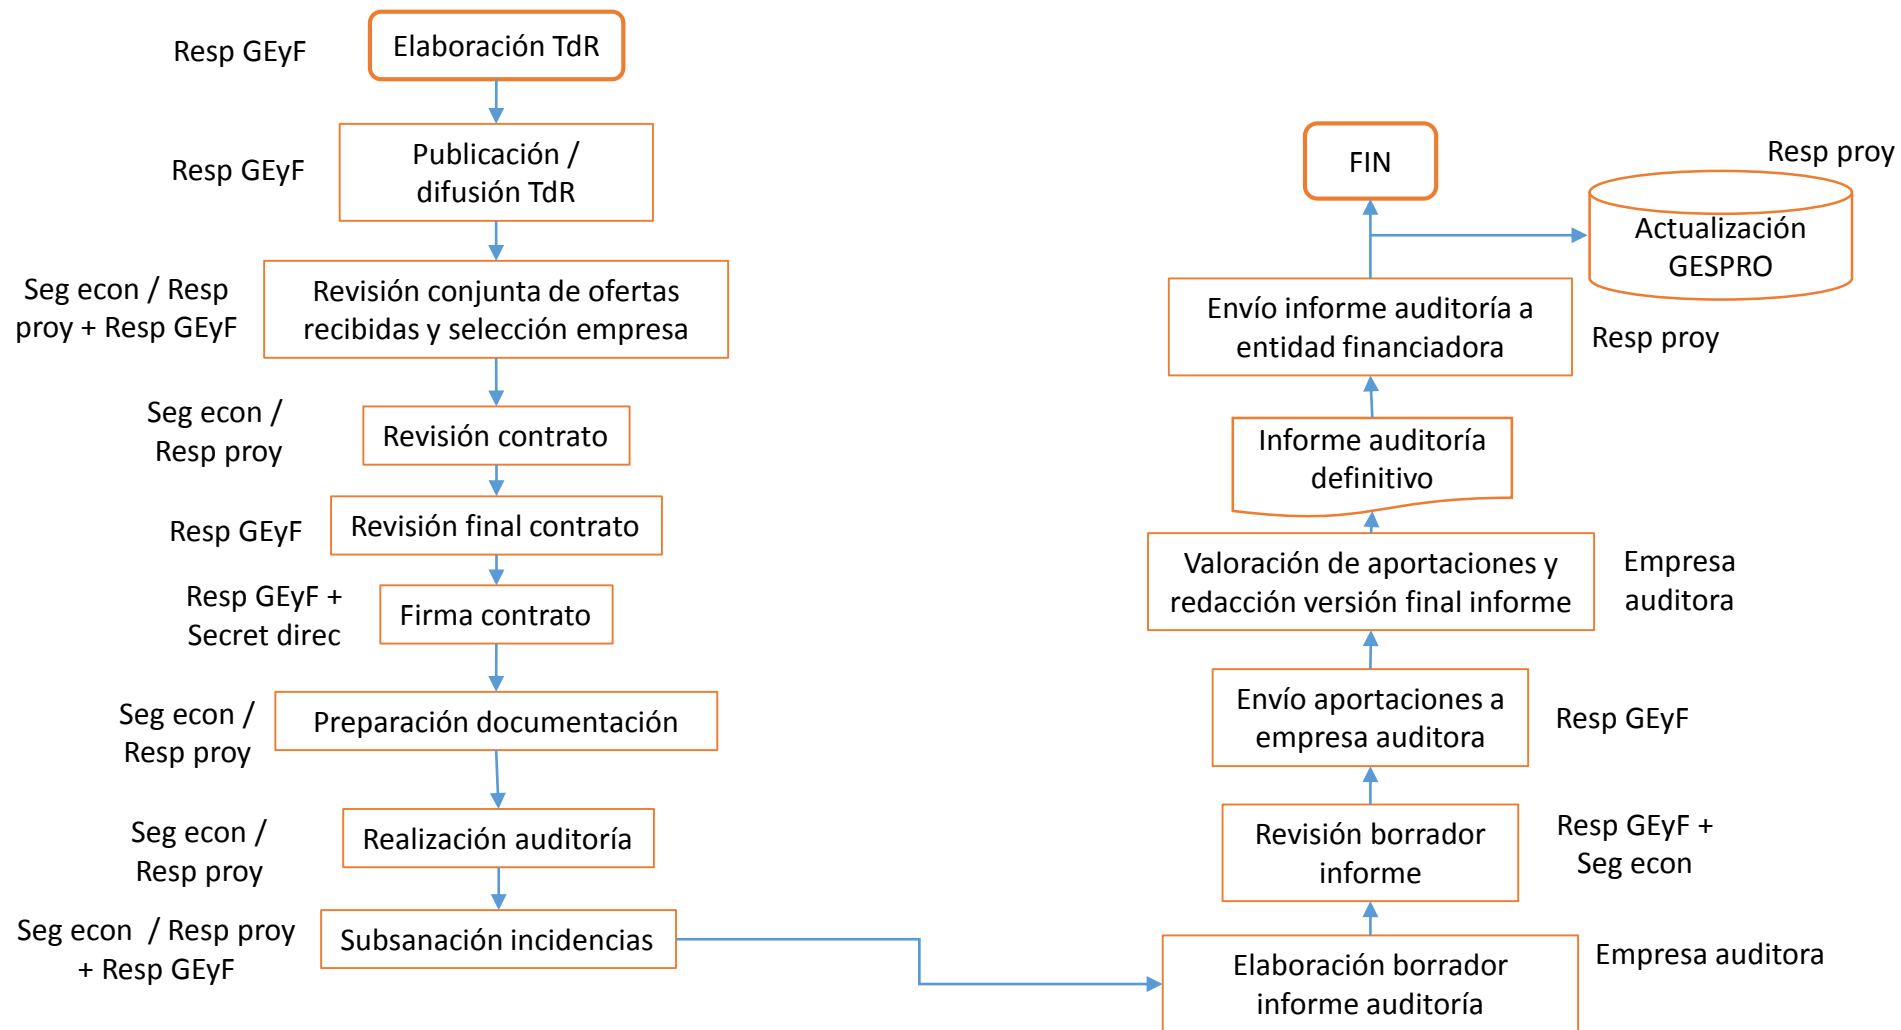 Resp GEyF
Elaboración TdR
Resp GEyF
Publicación /
difusión TdR
Seg econ / Resp
proy + Resp GEyF
Revisión conjunta de ofertas
recibidas y selección empresa
Seg econ /
Resp proy
Revisión contrato
Resp GEyF
Revisión final contrato
Resp GEyF +
Secret direc
Firma contrato
Seg econ /
Resp proy
Preparación documentación
Seg econ /
Resp proy
Realización auditoría
Seg econ / Resp proy
+ Resp GEyF
Subsanación incidencias
Elaboración borrador
informe auditoría
Empresa auditora
Revisión borrador
informe
Resp GEyF +
Seg econ
Envío aportaciones a
empresa auditora
Resp GEyF
Valoración de aportaciones y
redacción versión final informe
Empresa
auditora
Informe auditoría
definitivo
Envío informe auditoría a
entidad financiadora
Resp proy
FIN
Resp proy
Actualización
GESPRO